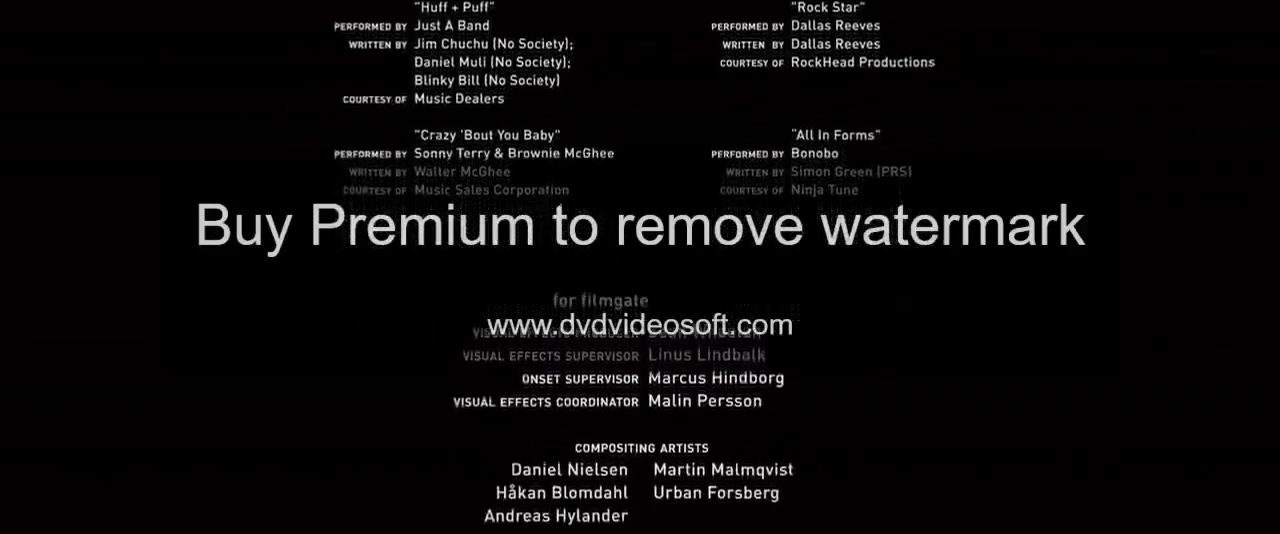 "Huff + Puff"
PERFORMED BY Just A Band
WRITTEN BY Jim Chuchu (No Society);
Daniel Muli (No Society);
Blinky Bill (No Society)
COURTESY OF Music Dealers
"Rock Star"
PERFORMED BY Dallas Reeves
WRITTEN BY Dallas Reeves
COURTESY OF RockHead Productions
"Crazy 'Bout You Baby"
PERFORMED BY Sonny Terry & Brownie McGhee
WRITTEN BY Walter McGhee
COURTESY OF Music Sales Corporation
"All In Forms"
PERFORMED BY Bonobo
WRITTEN BY Simon Green (PRS)
COURTESY OF Ninja Tune
Buy Premium to remove watermark
for filmgate
www.dvdvideosoft.com
VISUAL EFFECTS PRODUCER
VISUAL EFFECTS SUPERVISOR Linus Lindbalk
ONSET SUPERVISOR Marcus Hindborg
VISUAL EFFECTS COORDINATOR Malin Persson
COMPOSITING ARTISTS
Daniel Nielsen Martin Malmqvist
Håkan Blomdahl Urban Forsberg
Andreas Hylander